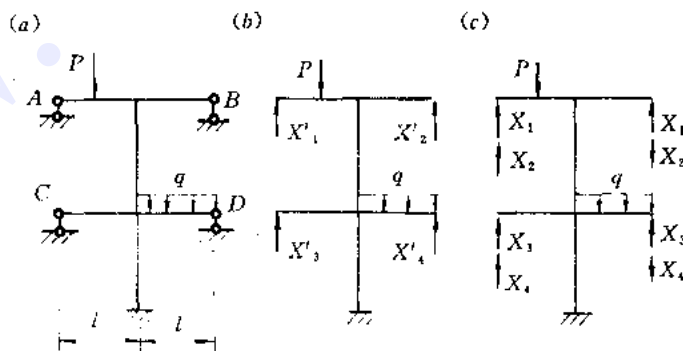 (a)
(b)
(c)
P
A
B
C
q
D
l
l
P
X'₁
X'₂
q
X'₃
X'₄
P
X₁
X₂
X₁
X₂
q
X₃
X₄
X₃
X₄